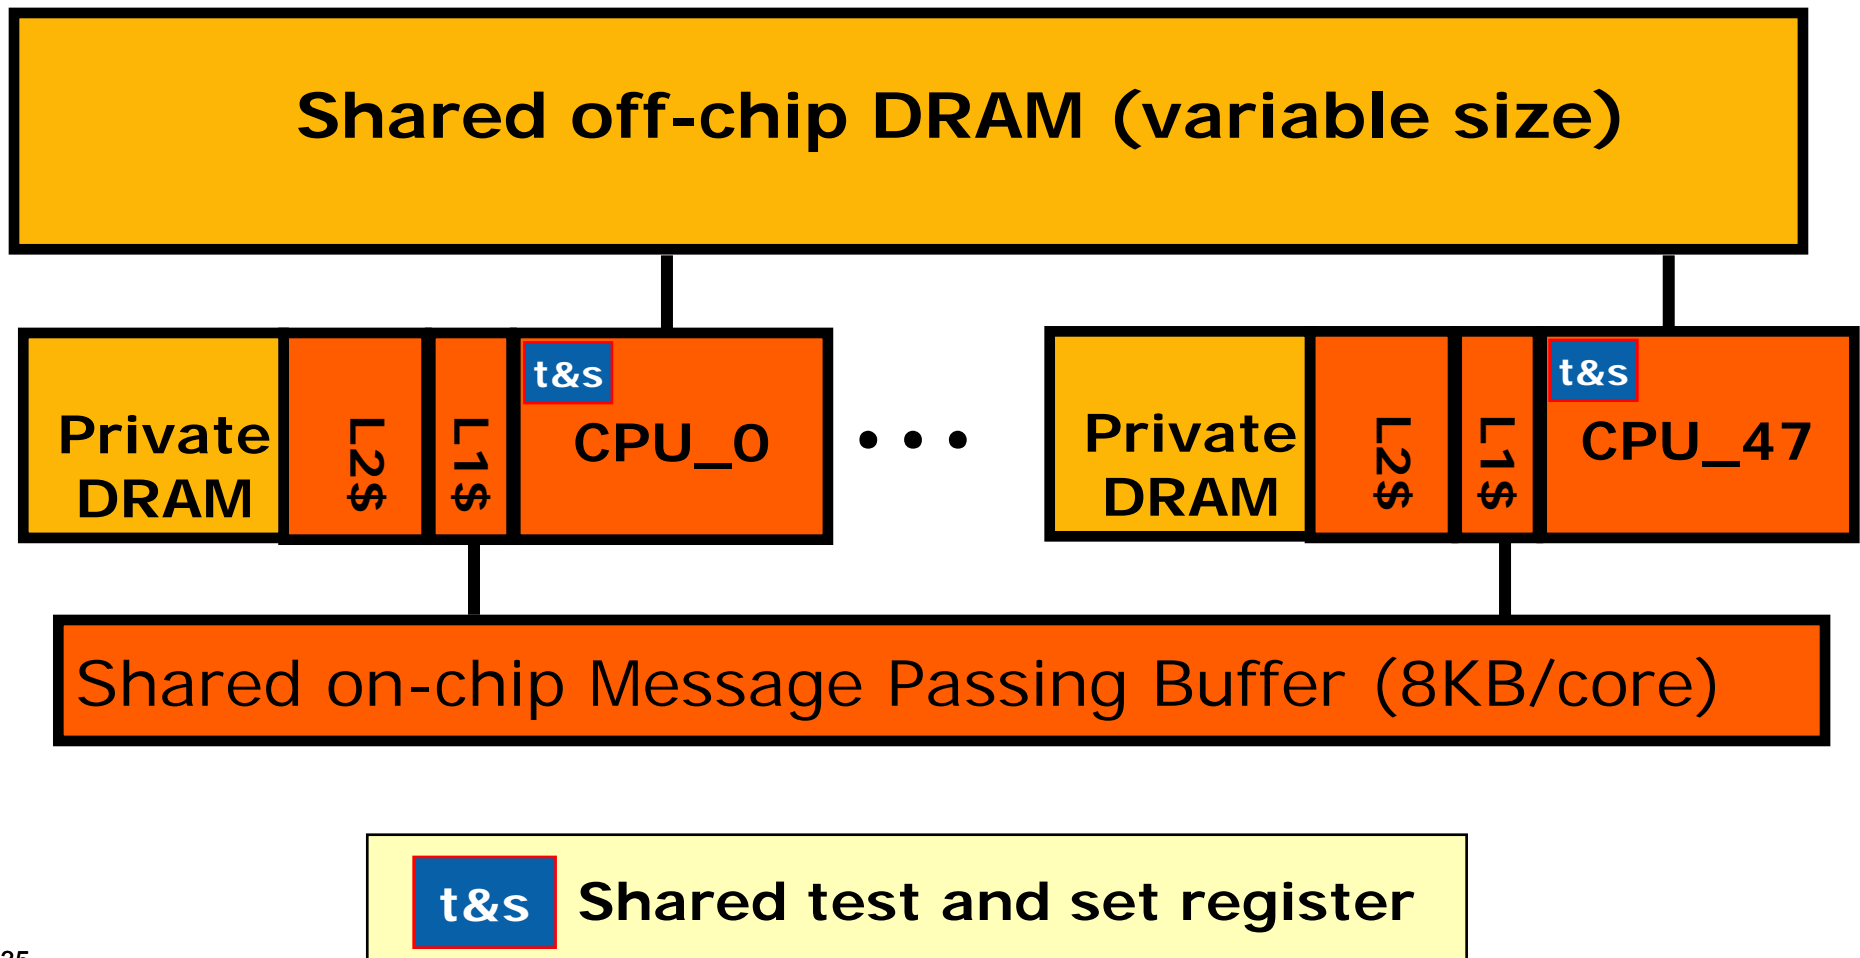 Shared off-chip DRAM (variable size)
Private
DRAM
L2$
L1$
t&s
CPU_0
• • •
Private
DRAM
L2$
L1$
t&s
CPU_47
Shared on-chip Message Passing Buffer (8KB/core)
t&s Shared test and set register